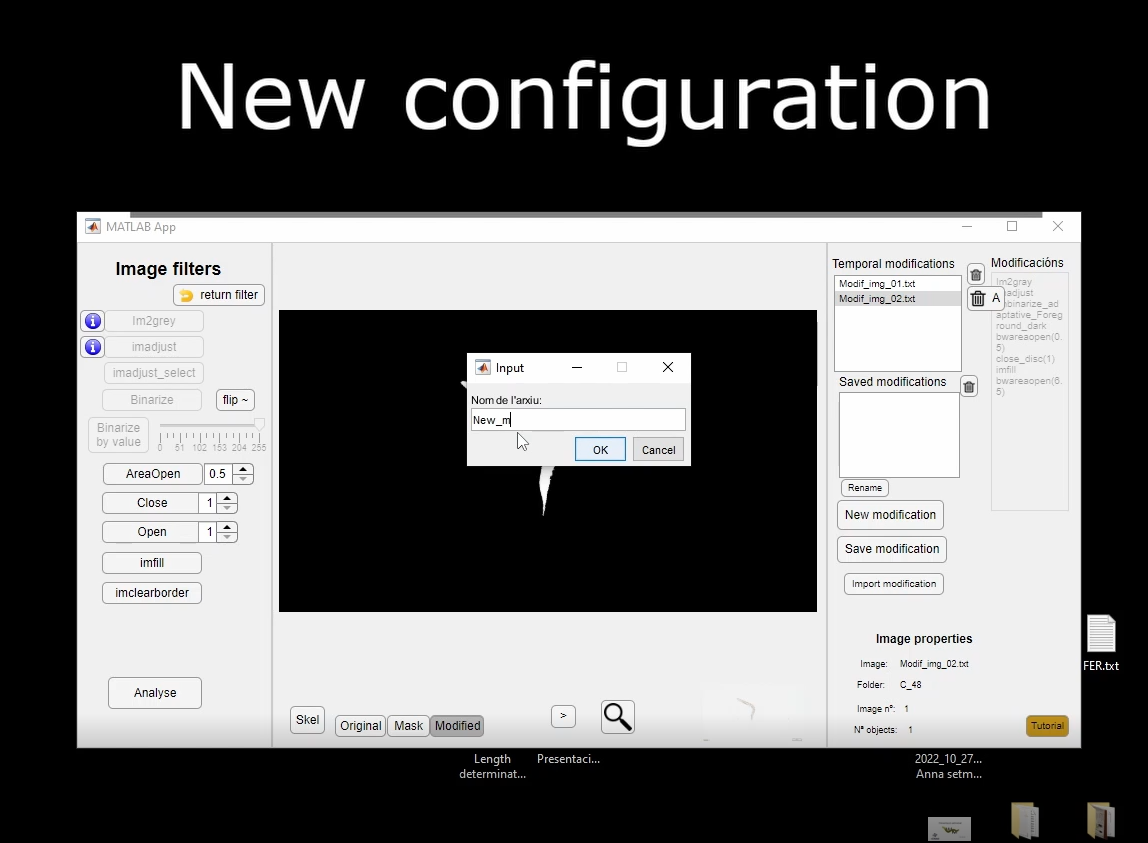 New configuration
MATLAB App
Image filters
return filter
Im2grey
imadjust
imadjust_select
Binarize
flip ~
Binarize
by value
0 51 102 153 204 255
AreaOpen 0.5
Close 1
Open 1
imfill
imclearborder
Analyse
Input
Nom de l'arxiu:
New_m
OK
Cancel
Skel
Original
Mask
Modified
>
Temporal modifications
Modif_img_01.txt
Modif_img_02.txt
A
Saved modifications
Rename
New modification
Save modification
Import modification
Modificacións
Im2gray
adjust
binarize_ad
aptative_Foreg
round_dark
bwareaopen(0.
5)
close_disc(1)
imfill
bwareaopen(6.
5)
Image properties
Image: Modif_img_02.txt
Folder: C_48
Image nº: 1
Nº objects: 1
Tutorial
FER.txt
Length
determinat...
Presentaci...
2022_10_27...
Anna setm...